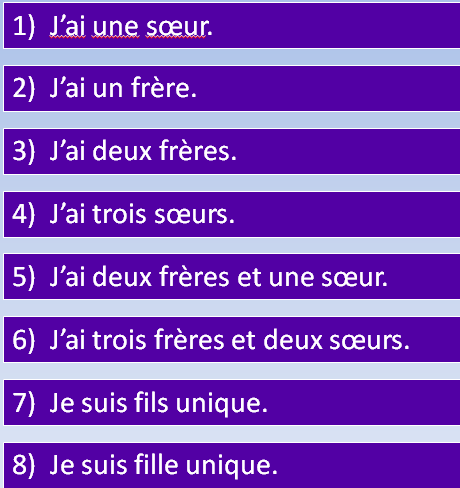 1) J’ai une sœur.
2) J’ai un frère.
3) J’ai deux frères.
4) J’ai trois sœurs.
5) J’ai deux frères et une sœur.
6) J’ai trois frères et deux sœurs.
7) Je suis fils unique.
8) Je suis fille unique.